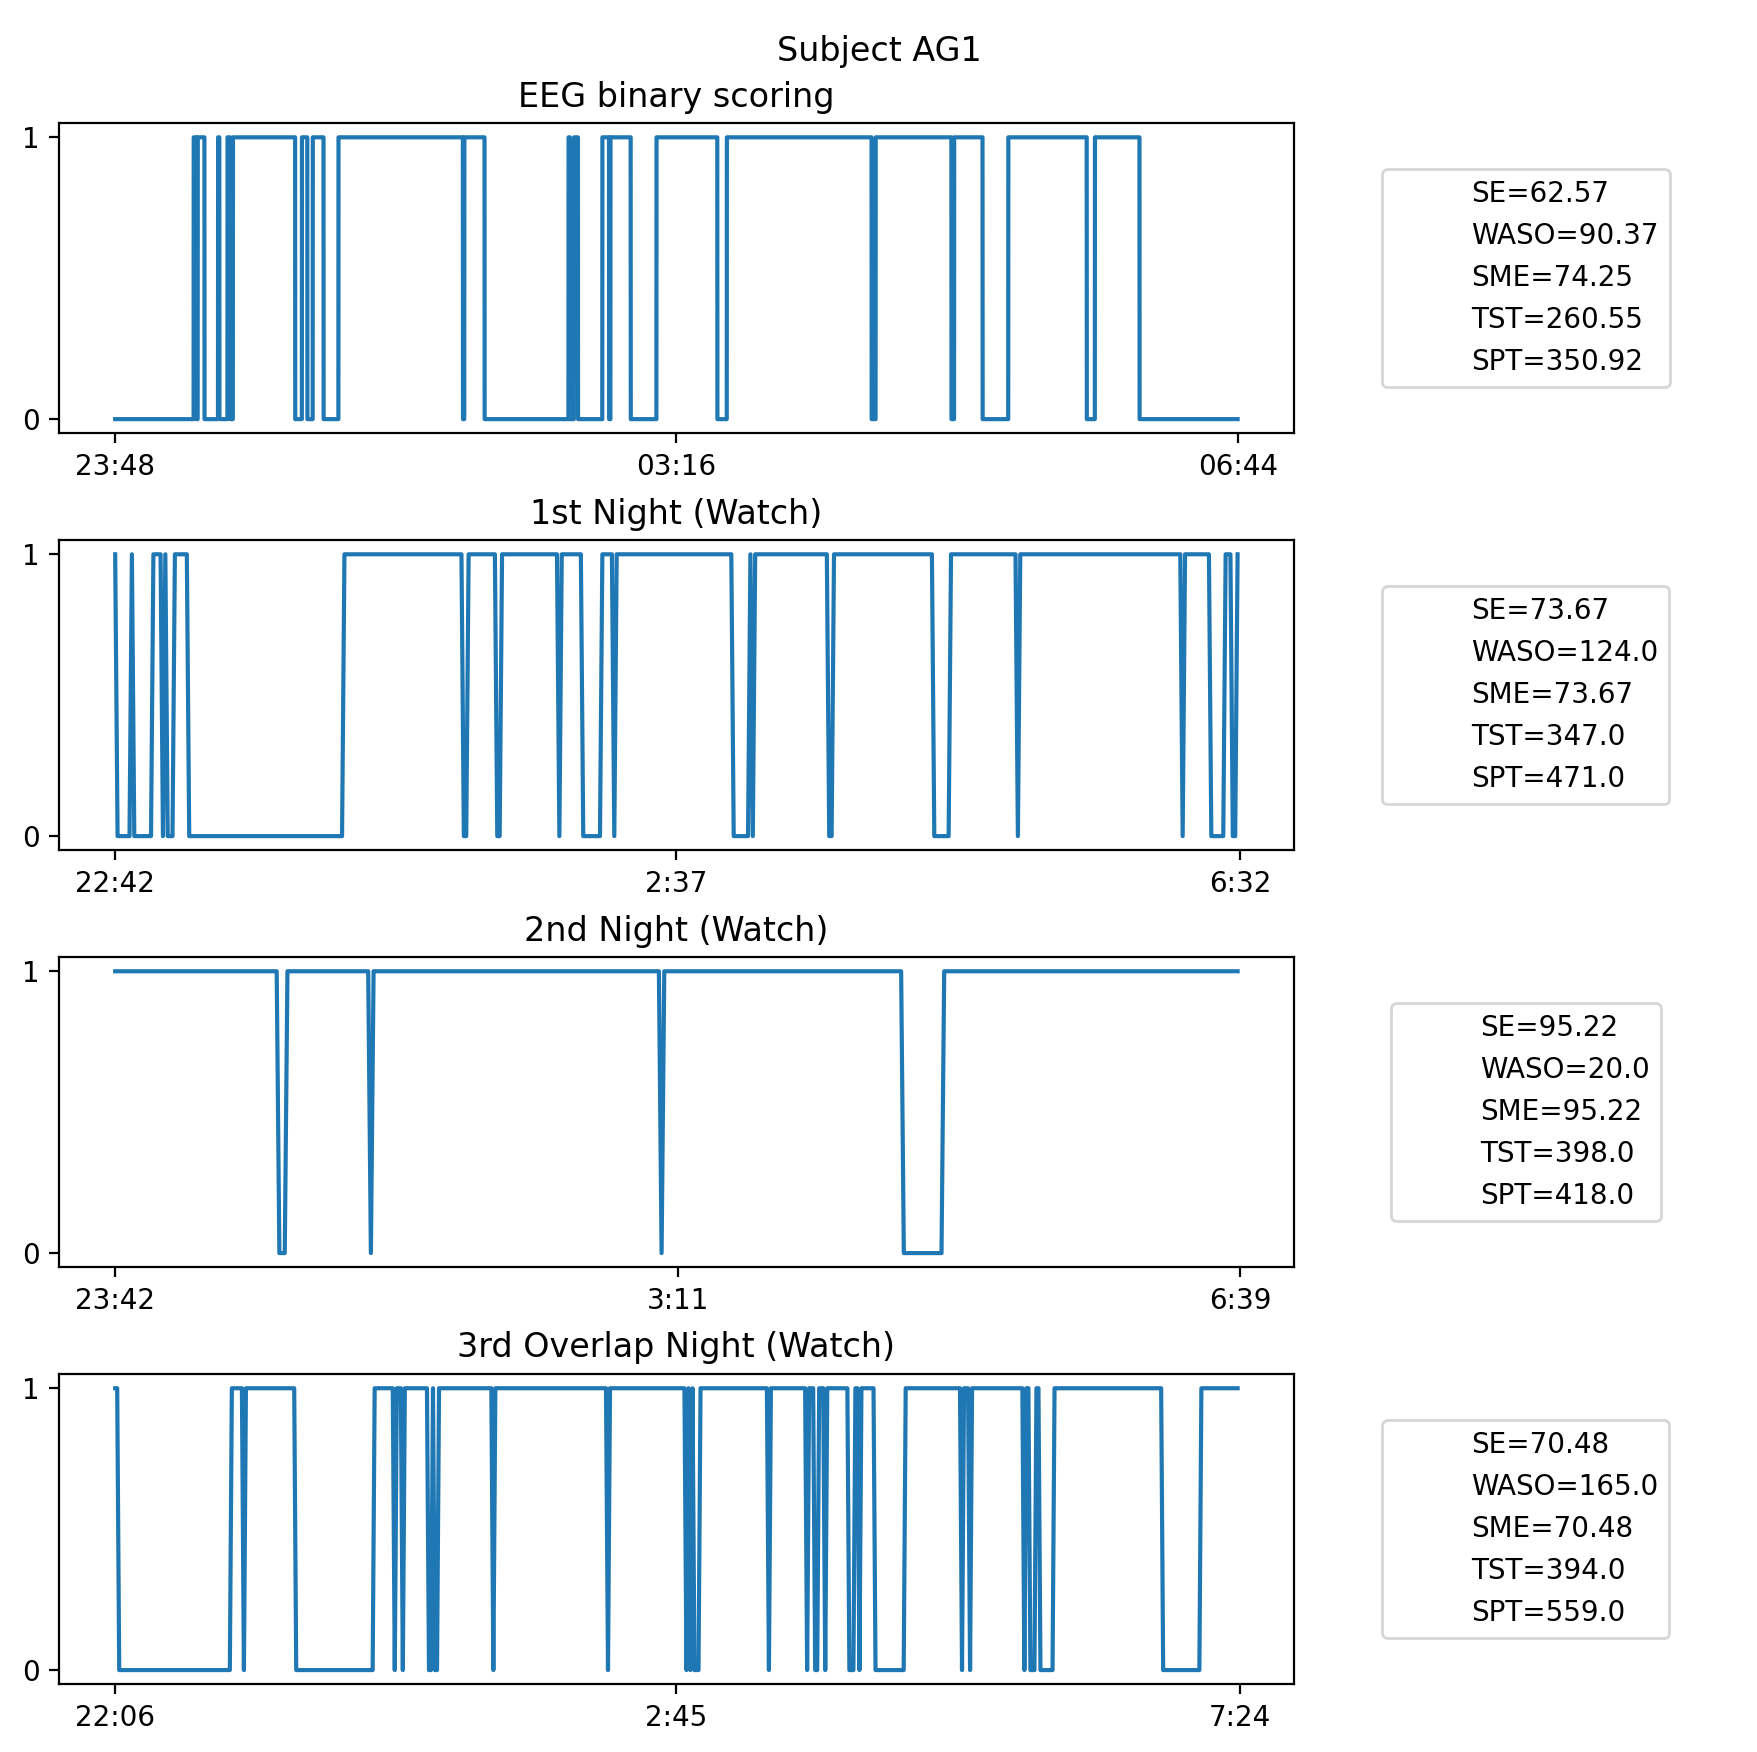 Subject AG1
EEG binary scoring
1
0
23:48 03:16 06:44
SE=62.57
WASO=90.37
SME=74.25
TST=260.55
SPT=350.92
1st Night (Watch)
1
0
22:42 2:37 6:32
SE=73.67
WASO=124.0
SME=73.67
TST=347.0
SPT=471.0
2nd Night (Watch)
1
0
23:42 3:11 6:39
SE=95.22
WASO=20.0
SME=95.22
TST=398.0
SPT=418.0
3rd Overlap Night (Watch)
1
0
22:06 2:45 7:24
SE=70.48
WASO=165.0
SME=70.48
TST=394.0
SPT=559.0